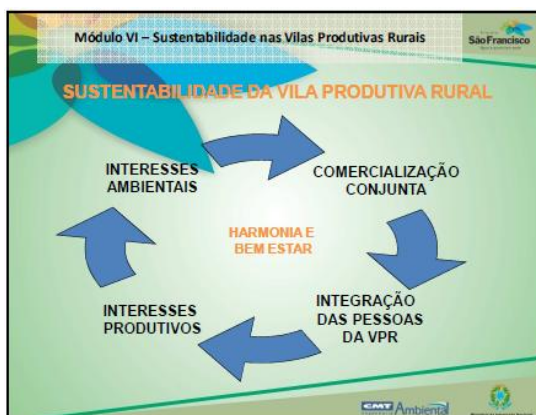 Módulo VI – Sustentabilidade nas Vilas Produtivas Rurais
São Francisco
SUSTENTABILIDADE DA VILA PRODUTIVA RURAL
INTERESSES
AMBIENTAIS
COMERCIALIZAÇÃO
CONJUNTA
HARMONIA E
BEM ESTAR
INTERESSES
PRODUTIVOS
INTEGRAÇÃO
DAS PESSOAS
DA VPR
CMT Ambiental